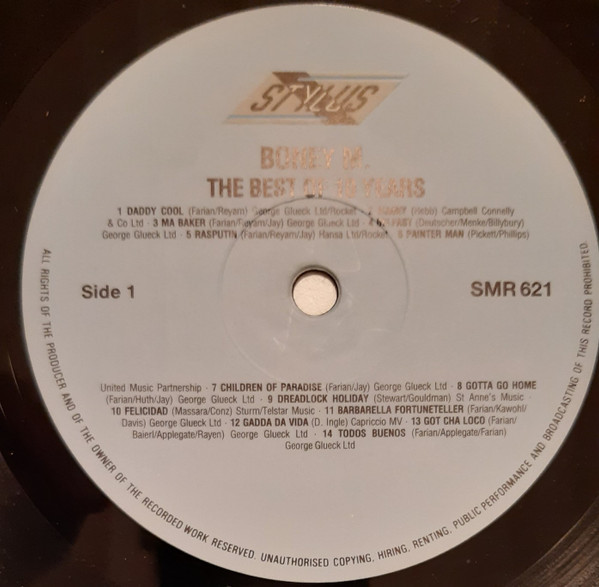 STYLUS
BONEY M.
THE BEST OF 10 YEARS
1 DADDY COOL (Farian/Reyam) George Glueck Ltd/Rocket · 2 SUNNY (Hebb) Campbell Connelly
& Co Ltd · 3 MA BAKER (Farian/Reyam/Jay) George Glueck Ltd · 4 (Deutscher/Menke/Billybury)
George Glueck Ltd · 5 RASPUTIN (Farian/Reyam/Jay) Hansa Ltd/Rocket · 6 PAINTER MAN (Pickett/Phillips)
Side 1
SMR 621
United Music Partnership · 7 CHILDREN OF PARADISE (Farian/Jay) George Glueck Ltd · 8 GOTTA GO HOME
(Farian/Huth/Jay) George Glueck Ltd · 9 DREADLOCK HOLIDAY (Stewart/Gouldman) St Anne's Music ·
10 FELICIDAD (Massara/Conz) Sturm/Telstar Music · 11 BARBARELLA FORTUNETELLER (Farian/Kawohl/
Davis) George Glueck Ltd · 12 GADDA DA VIDA (D. Ingle) Capriccio MV · 13 GOT CHA LOCO (Farian/
Baierl/Applegate/Rayen) George Glueck Ltd · 14 TODOS BUENOS (Farian/Applegate/Farian)
George Glueck Ltd
ALL RIGHTS OF THE PRODUCER AND OF THE OWNER OF THE RECORDED WORK RESERVED. UNAUTHORISED COPYING, HIRING, RENTING, PUBLIC PERFORMANCE AND BROADCASTING OF THIS RECORD PROHIBITED.